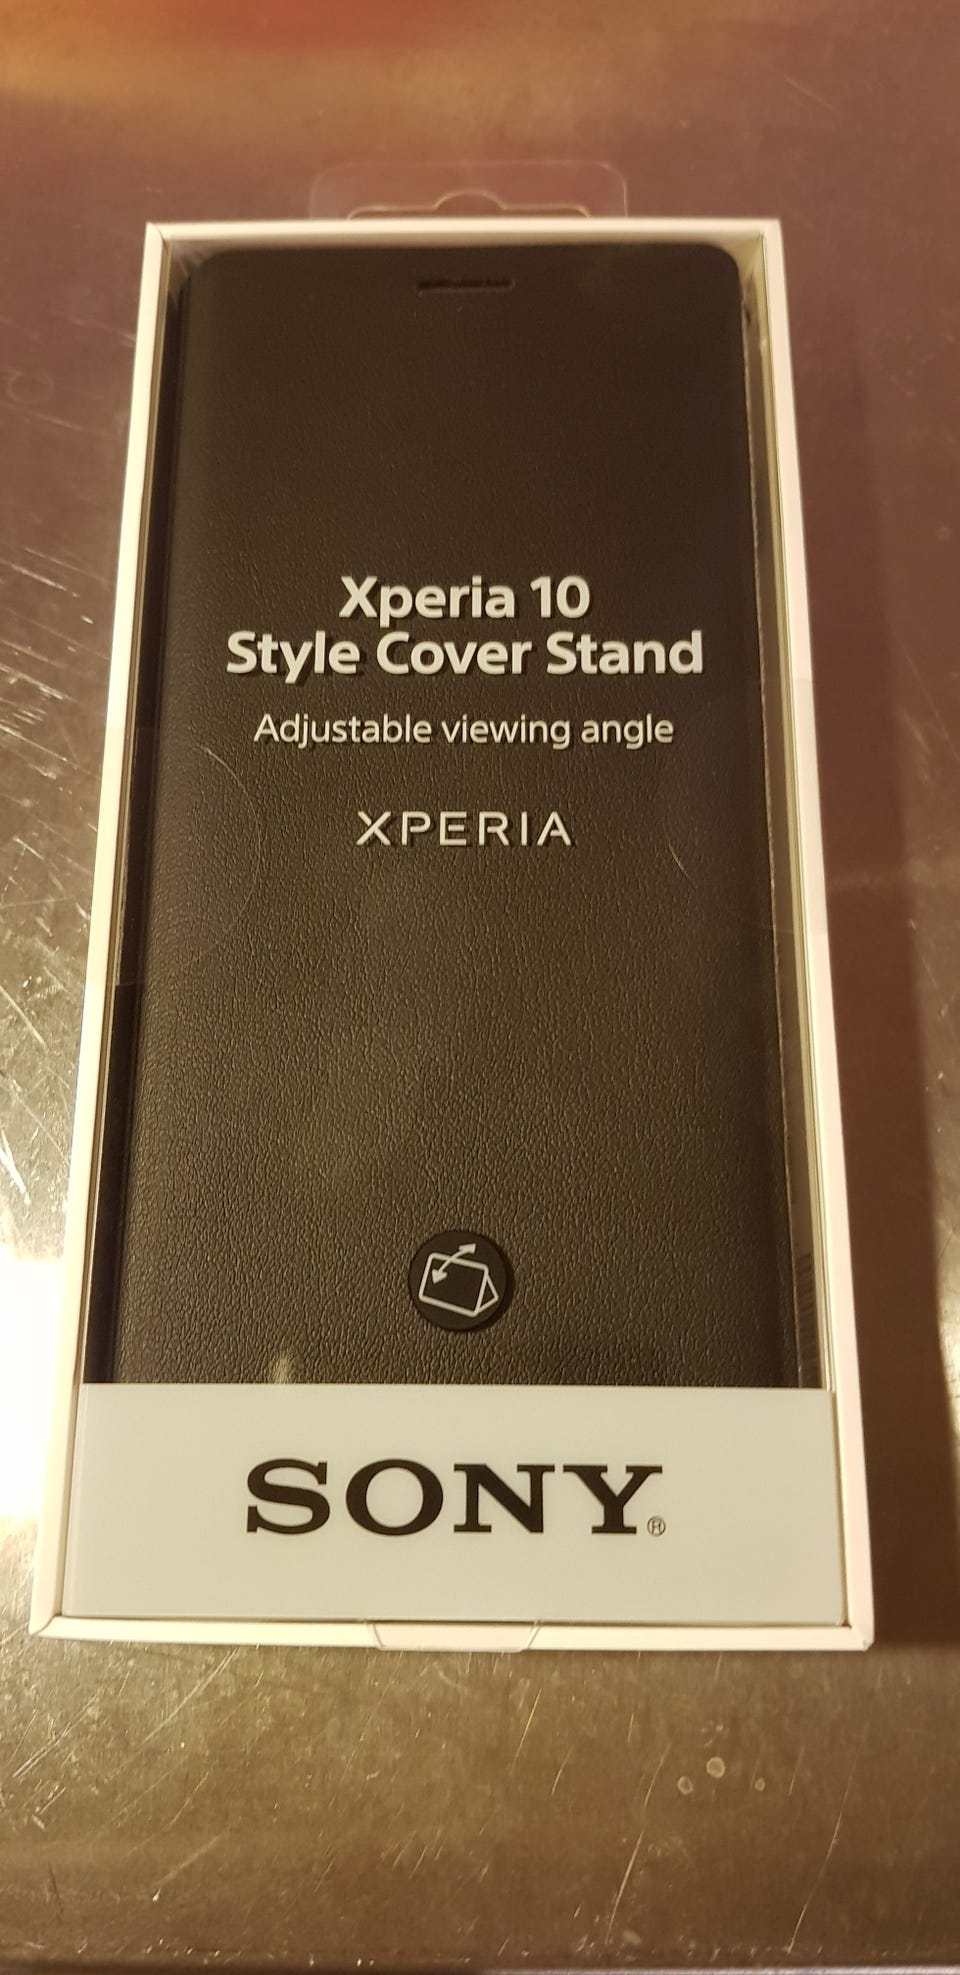 Xperia 10
Style Cover Stand
Adjustable viewing angle
XPERIA
SONY®